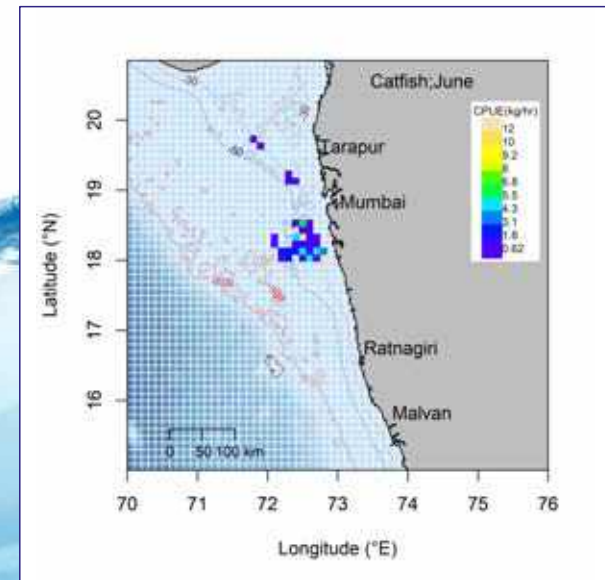 Catfish;June
CPUE(kg/hr)
12
10
9.2
8
6.8
5.5
4.3
3.1
1.8
0.62
Tarapur
Mumbai
Ratnagiri
Malvan
-50
0 50 100 km
20
19
18
17
16
Latitude (°N)
70 71 72 73 74 75 76
Longitude (°E)